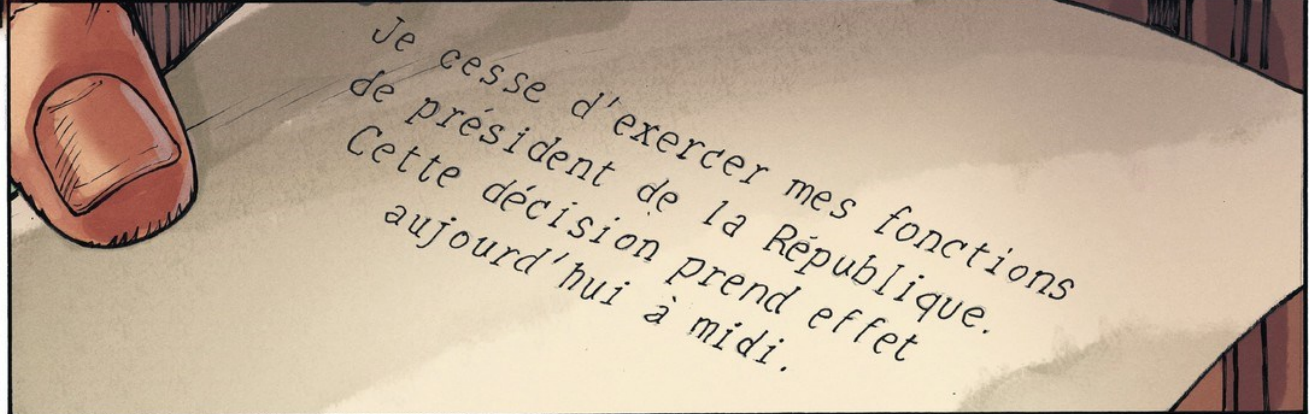 Je cesse d'exercer mes fonctions
de président de la République.
Cette décision prend effet
aujourd'hui à midi.